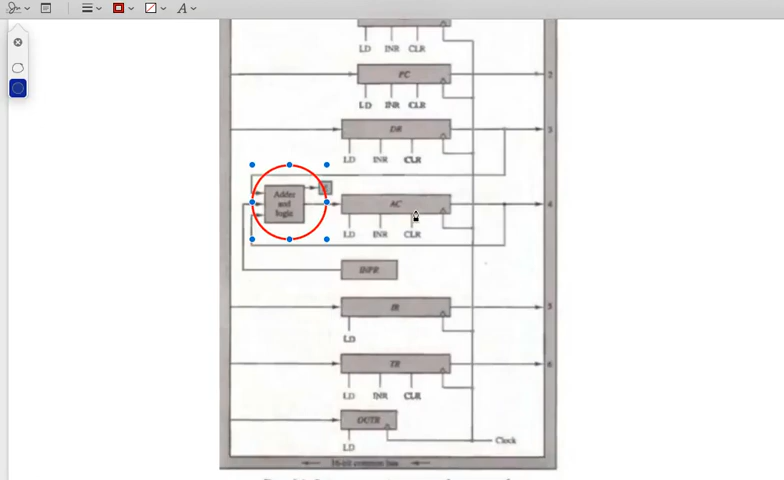 A
LD INR CLR
PC
2
LD INR CLR
DR
3
LD INR CLR
Adder
and
logic
E
AC
4
LD INR CLR
INPR
IR
5
LD
TR
6
LD INR CLR
OUTR
LD
Clock
16-bit common bus